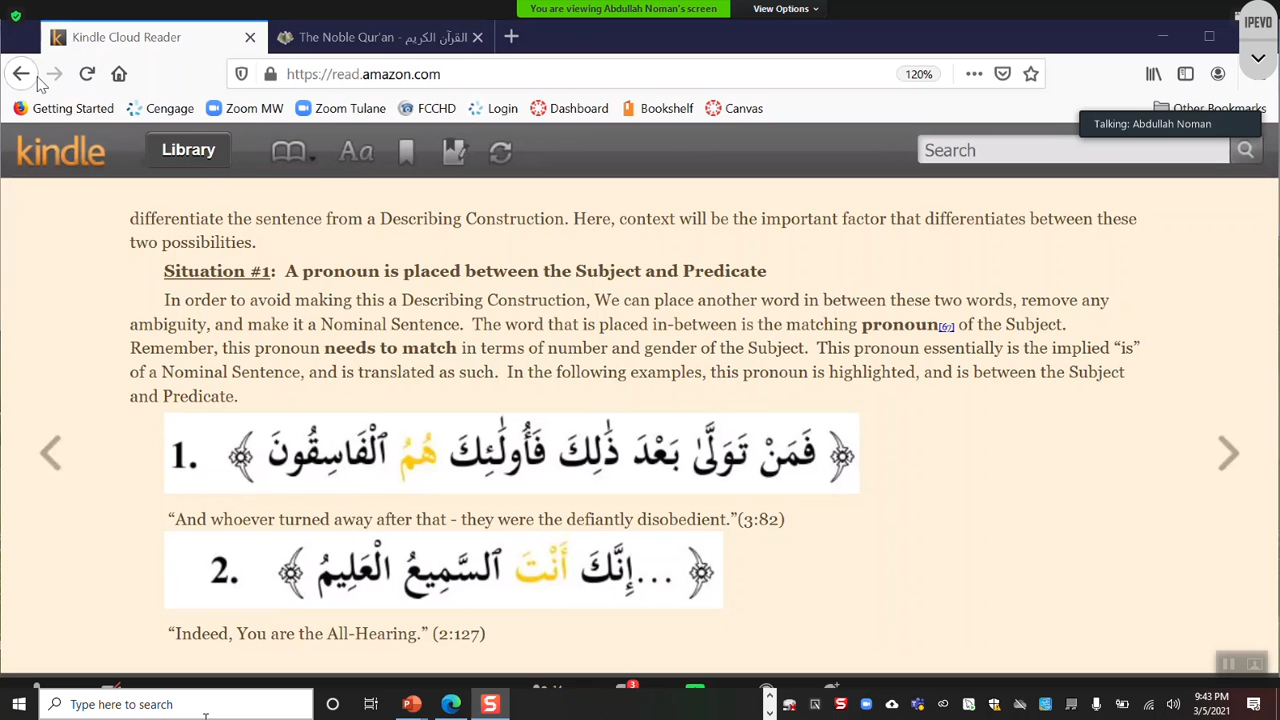 You are viewing Abdullah Noman's screen
View Options
IPEVO
Kindle Cloud Reader
The Noble Qur'an - القرآن الكريم
https://read.amazon.com
120%
Getting Started
Cengage
Zoom MW
Zoom Tulane
FCCHD
Login
Dashboard
Bookshelf
Canvas
Other Bookmarks
Talking: Abdullah Noman
kindle
Library
Aa
Search
differentiate the sentence from a Describing Construction. Here, context will be the important factor that differentiates between these
two possibilities.
Situation #1: A pronoun is placed between the Subject and Predicate
In order to avoid making this a Describing Construction, We can place another word in between these two words, remove any
ambiguity, and make it a Nominal Sentence. The word that is placed in-between is the matching pronoun[67] of the Subject.
Remember, this pronoun needs to match in terms of number and gender of the Subject. This pronoun essentially is the implied “is”
of a Nominal Sentence, and is translated as such. In the following examples, this pronoun is highlighted, and is between the Subject
and Predicate.
1. ﴿ فَمَنْ تَوَلَّىٰ بَعْدَ ذَٰلِكَ فَأُولَٰئِكَ هُمُ ٱلْفَاسِقُونَ ﴾
“And whoever turned away after that - they were the defiantly disobedient.”(3:82)
2. ﴿ ...إِنَّكَ أَنْتَ ٱلسَّمِيعُ الْعَلِيمُ ﴾
“Indeed, You are the All-Hearing.” (2:127)
3
Type here to search
9:43 PM
3/5/2021